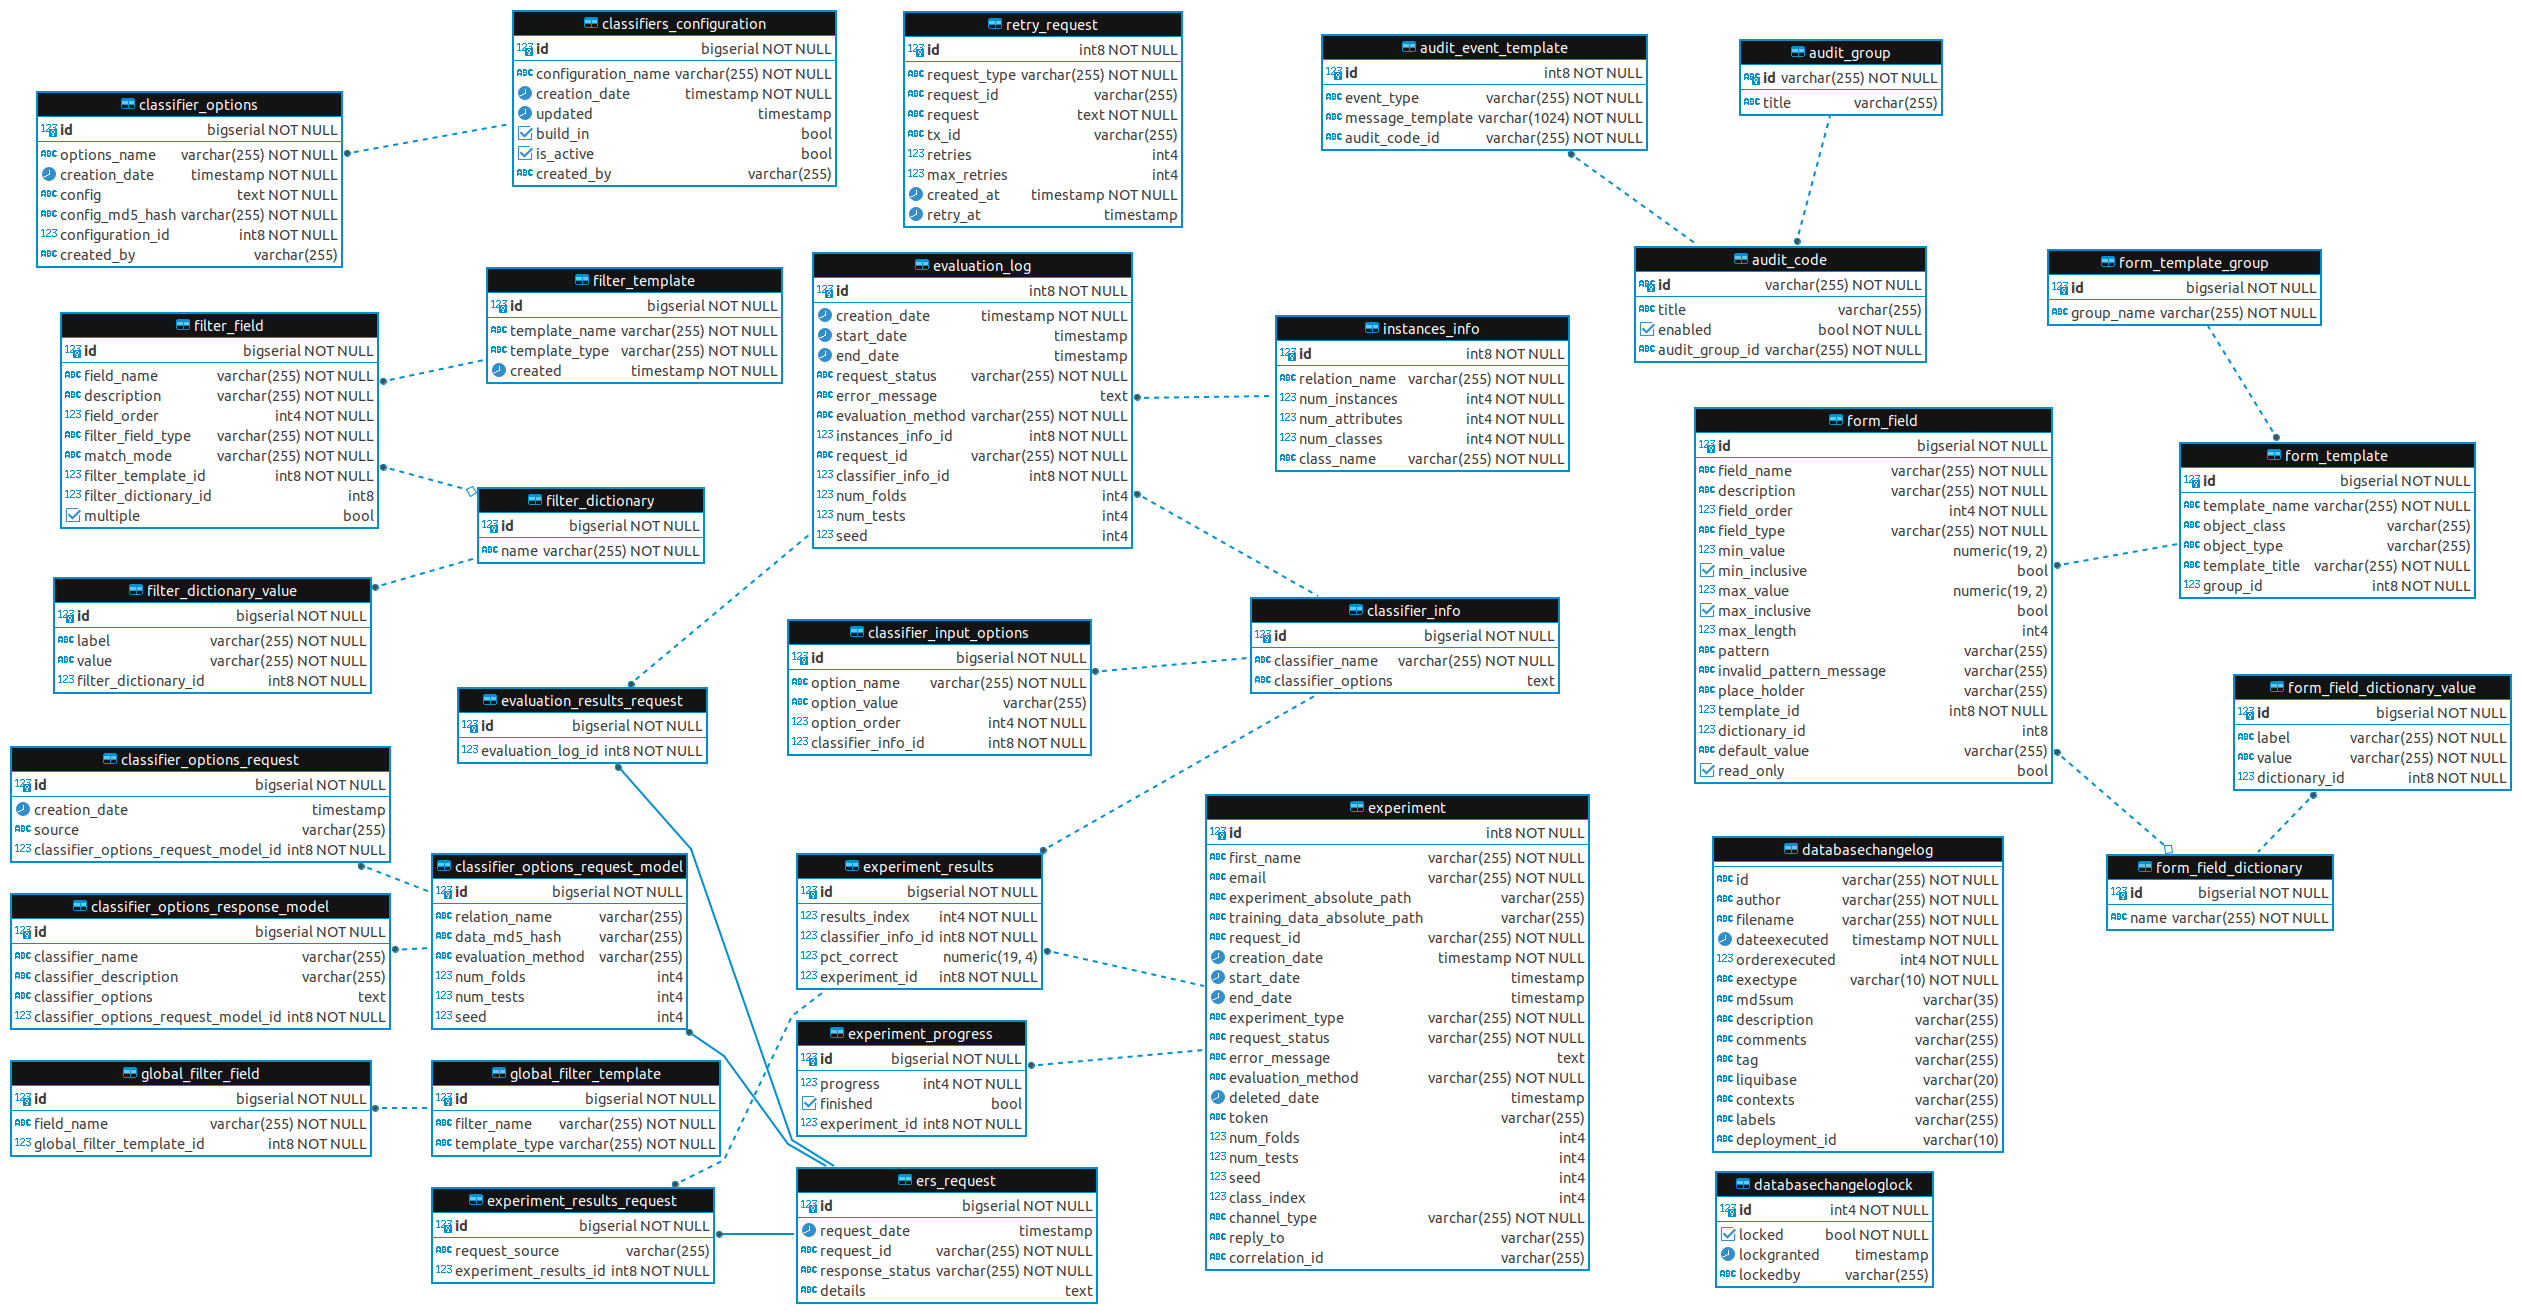 classifiers_configuration
id bigserial NOT NULL
configuration_name varchar(255) NOT NULL
creation_date timestamp NOT NULL
updated timestamp
build_in bool
is_active bool
created_by varchar(255)
retry_request
id int8 NOT NULL
request_type varchar(255) NOT NULL
request_id varchar(255)
request text NOT NULL
tx_id varchar(255)
retries int4
max_retries int4
created_at timestamp NOT NULL
retry_at timestamp
audit_event_template
id int8 NOT NULL
event_type varchar(255) NOT NULL
message_template varchar(1024) NOT NULL
audit_code_id varchar(255) NOT NULL
audit_group
id varchar(255) NOT NULL
title varchar(255)
classifier_options
id bigserial NOT NULL
options_name varchar(255) NOT NULL
creation_date timestamp NOT NULL
config text NOT NULL
config_md5_hash varchar(255) NOT NULL
configuration_id int8 NOT NULL
created_by varchar(255)
filter_template
id bigserial NOT NULL
template_name varchar(255) NOT NULL
template_type varchar(255) NOT NULL
created timestamp NOT NULL
evaluation_log
id int8 NOT NULL
creation_date timestamp NOT NULL
start_date timestamp
end_date timestamp
request_status varchar(255) NOT NULL
error_message text
evaluation_method varchar(255) NOT NULL
instances_info_id int8 NOT NULL
request_id varchar(255) NOT NULL
classifier_info_id int8 NOT NULL
num_folds int4
num_tests int4
seed int4
audit_code
id varchar(255) NOT NULL
title varchar(255)
enabled bool NOT NULL
audit_group_id varchar(255) NOT NULL
form_template_group
id bigserial NOT NULL
group_name varchar(255) NOT NULL
filter_field
id bigserial NOT NULL
field_name varchar(255) NOT NULL
description varchar(255) NOT NULL
field_order int4 NOT NULL
filter_field_type varchar(255) NOT NULL
match_mode varchar(255) NOT NULL
filter_template_id int8 NOT NULL
filter_dictionary_id int8
multiple bool
instances_info
id int8 NOT NULL
relation_name varchar(255) NOT NULL
num_instances int4 NOT NULL
num_attributes int4 NOT NULL
num_classes int4 NOT NULL
class_name varchar(255) NOT NULL
form_field
id bigserial NOT NULL
field_name varchar(255) NOT NULL
description varchar(255) NOT NULL
field_order int4 NOT NULL
field_type varchar(255) NOT NULL
min_value numeric(19, 2)
min_inclusive bool
max_value numeric(19, 2)
max_inclusive bool
max_length int4
pattern varchar(255)
invalid_pattern_message varchar(255)
place_holder varchar(255)
template_id int8 NOT NULL
dictionary_id int8
default_value varchar(255)
read_only bool
form_template
id bigserial NOT NULL
template_name varchar(255) NOT NULL
object_class varchar(255)
object_type varchar(255)
template_title varchar(255) NOT NULL
group_id int8 NOT NULL
filter_dictionary
id bigserial NOT NULL
name varchar(255) NOT NULL
filter_dictionary_value
id bigserial NOT NULL
label varchar(255) NOT NULL
value varchar(255) NOT NULL
filter_dictionary_id int8 NOT NULL
classifier_info
id bigserial NOT NULL
classifier_name varchar(255) NOT NULL
classifier_options text
classifier_input_options
id bigserial NOT NULL
option_name varchar(255) NOT NULL
option_value varchar(255)
option_order int4 NOT NULL
classifier_info_id int8 NOT NULL
form_field_dictionary_value
id bigserial NOT NULL
label varchar(255) NOT NULL
value varchar(255) NOT NULL
dictionary_id int8 NOT NULL
evaluation_results_request
id bigserial NOT NULL
evaluation_log_id int8 NOT NULL
classifier_options_request
id bigserial NOT NULL
creation_date timestamp
source varchar(255)
classifier_options_request_model_id int8 NOT NULL
experiment
id int8 NOT NULL
first_name varchar(255) NOT NULL
email varchar(255) NOT NULL
experiment_absolute_path varchar(255)
training_data_absolute_path varchar(255)
request_id varchar(255) NOT NULL
creation_date timestamp NOT NULL
start_date timestamp
end_date timestamp
experiment_type varchar(255) NOT NULL
request_status varchar(255) NOT NULL
error_message text
evaluation_method varchar(255) NOT NULL
deleted_date timestamp
token varchar(255)
num_folds int4
num_tests int4
seed int4
class_index int4
channel_type varchar(255) NOT NULL
reply_to varchar(255)
correlation_id varchar(255)
databasechangelog
id varchar(255) NOT NULL
author varchar(255) NOT NULL
filename varchar(255) NOT NULL
dateexecuted timestamp NOT NULL
orderexecuted int4 NOT NULL
exectype varchar(10) NOT NULL
md5sum varchar(35)
description varchar(255)
comments varchar(255)
tag varchar(255)
liquibase varchar(20)
contexts varchar(255)
labels varchar(255)
deployment_id varchar(10)
form_field_dictionary
id bigserial NOT NULL
name varchar(255) NOT NULL
classifier_options_request_model
id bigserial NOT NULL
relation_name varchar(255)
data_md5_hash varchar(255)
evaluation_method varchar(255)
num_folds int4
num_tests int4
seed int4
experiment_results
id bigserial NOT NULL
results_index int4 NOT NULL
classifier_info_id int8 NOT NULL
pct_correct numeric(19, 4)
experiment_id int8 NOT NULL
classifier_options_response_model
id bigserial NOT NULL
classifier_name varchar(255)
classifier_description varchar(255)
classifier_options text
classifier_options_request_model_id int8 NOT NULL
experiment_progress
id bigserial NOT NULL
progress int4 NOT NULL
finished bool
experiment_id int8 NOT NULL
global_filter_field
id bigserial NOT NULL
field_name varchar(255) NOT NULL
global_filter_template_id int8 NOT NULL
global_filter_template
id bigserial NOT NULL
filter_name varchar(255) NOT NULL
template_type varchar(255) NOT NULL
ers_request
id bigserial NOT NULL
request_date timestamp
request_id varchar(255) NOT NULL
response_status varchar(255) NOT NULL
details text
databasechangeloglock
id int4 NOT NULL
locked bool NOT NULL
lockgranted timestamp
lockedby varchar(255)
experiment_results_request
id bigserial NOT NULL
request_source varchar(255)
experiment_results_id int8 NOT NULL